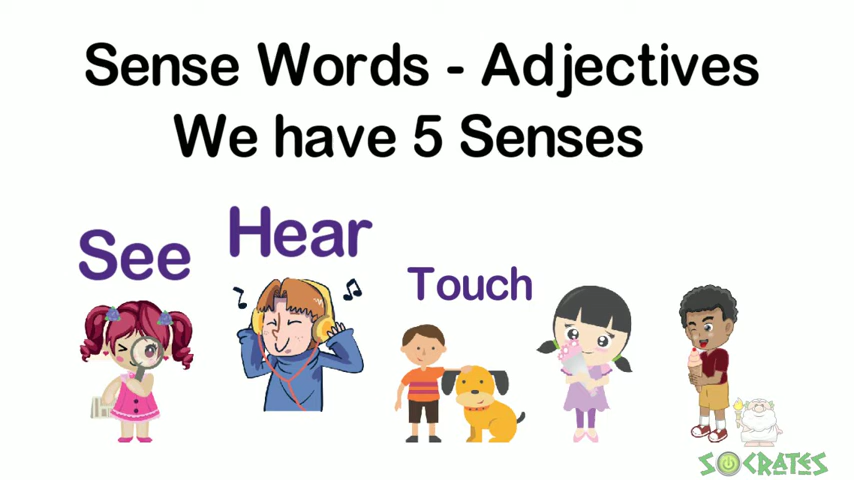 Sense Words - Adjectives
We have 5 Senses
See
Hear
Touch
SOCRATES